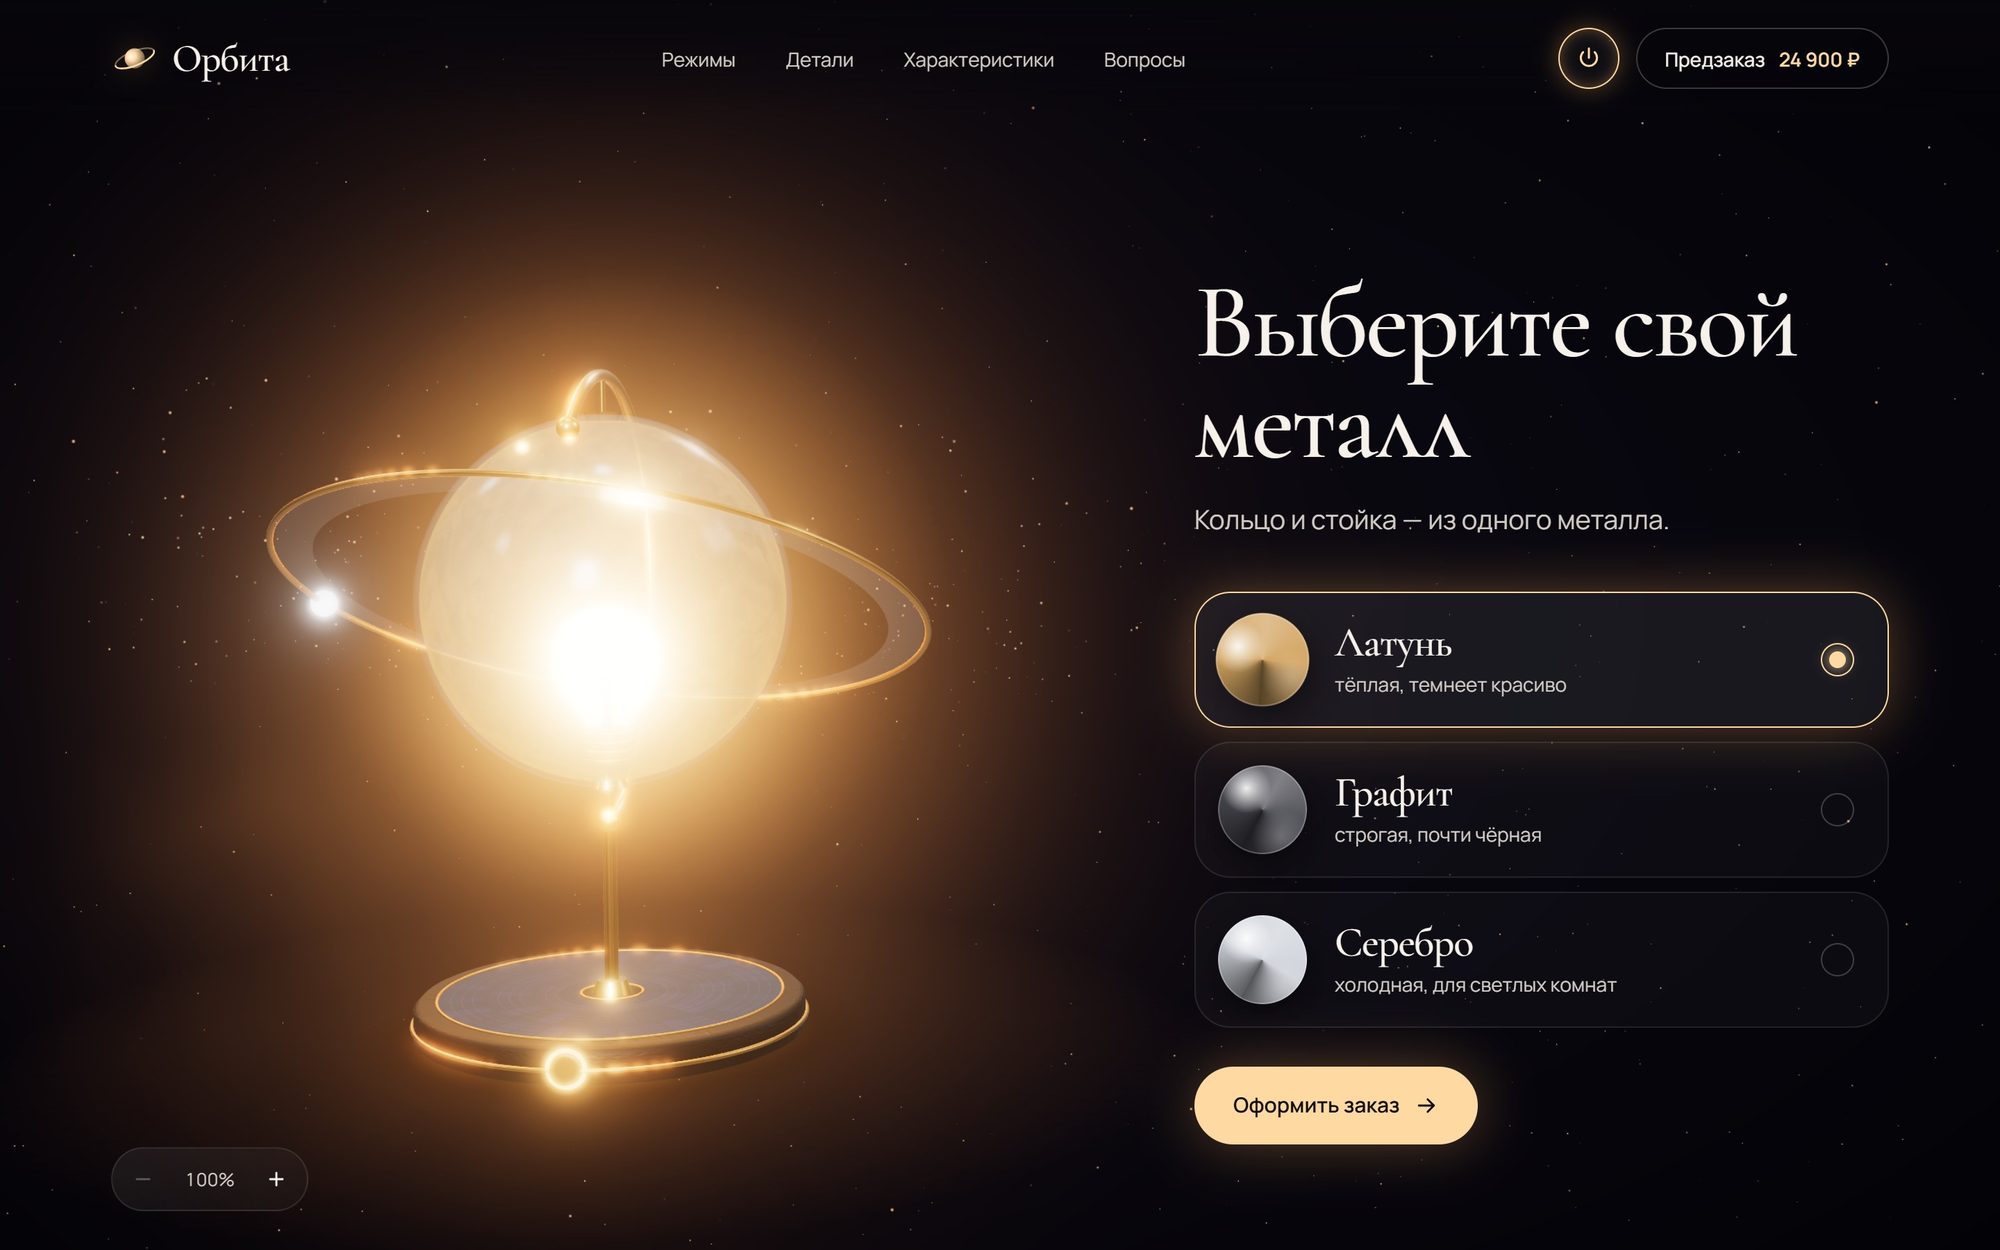 Орбита
Режимы
Детали
Характеристики
Вопросы
Предзаказ 24 900 ₽
Выберите свой
металл
Кольцо и стойка — из одного металла.
Латунь
тёплая, темнеет красиво
Графит
строгая, почти чёрная
Серебро
холодная, для светлых комнат
Оформить заказ →
− 100% +